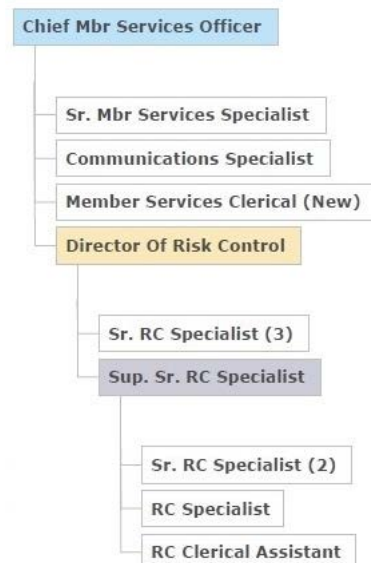 Chief Mbr Services Officer
Sr. Mbr Services Specialist
Communications Specialist
Member Services Clerical (New)
Director Of Risk Control
Sr. RC Specialist (3)
Sup. Sr. RC Specialist
Sr. RC Specialist (2)
RC Specialist
RC Clerical Assistant